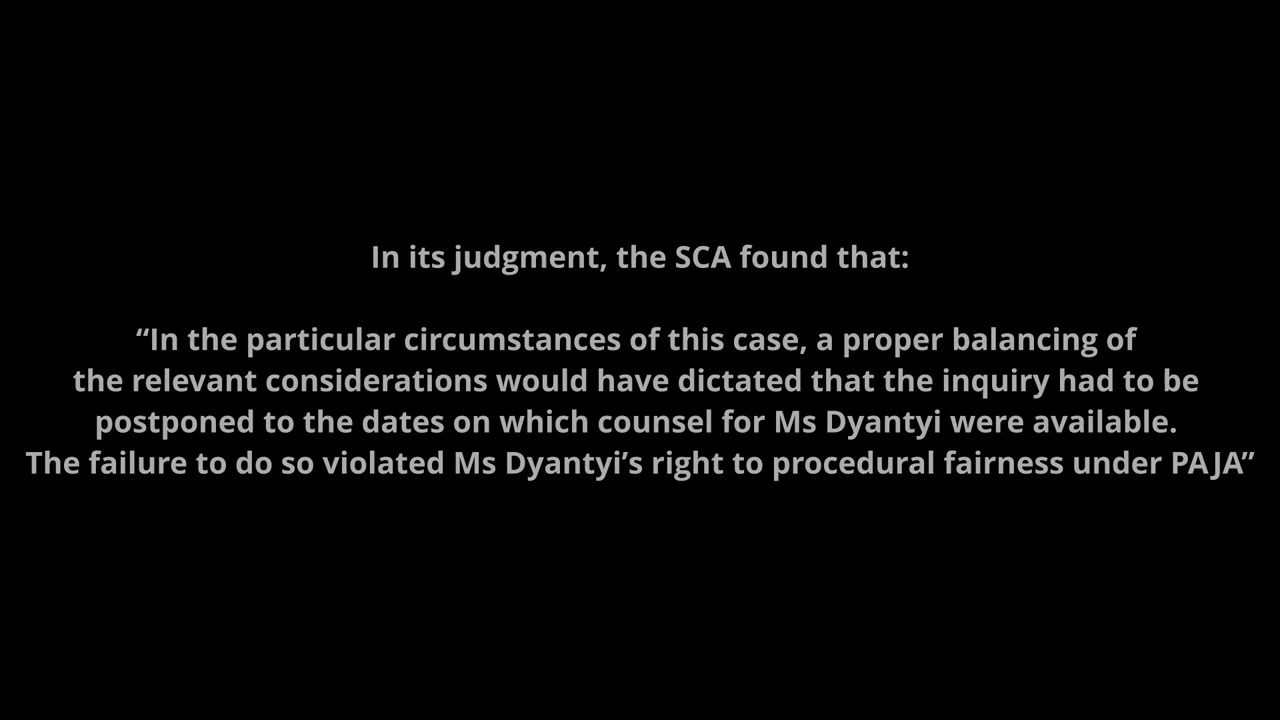 In its judgment, the SCA found that:
“In the particular circumstances of this case, a proper balancing of
the relevant considerations would have dictated that the inquiry had to be
postponed to the dates on which counsel for Ms Dyantyi were available.
The failure to do so violated Ms Dyantyi’s right to procedural fairness under PAJA”